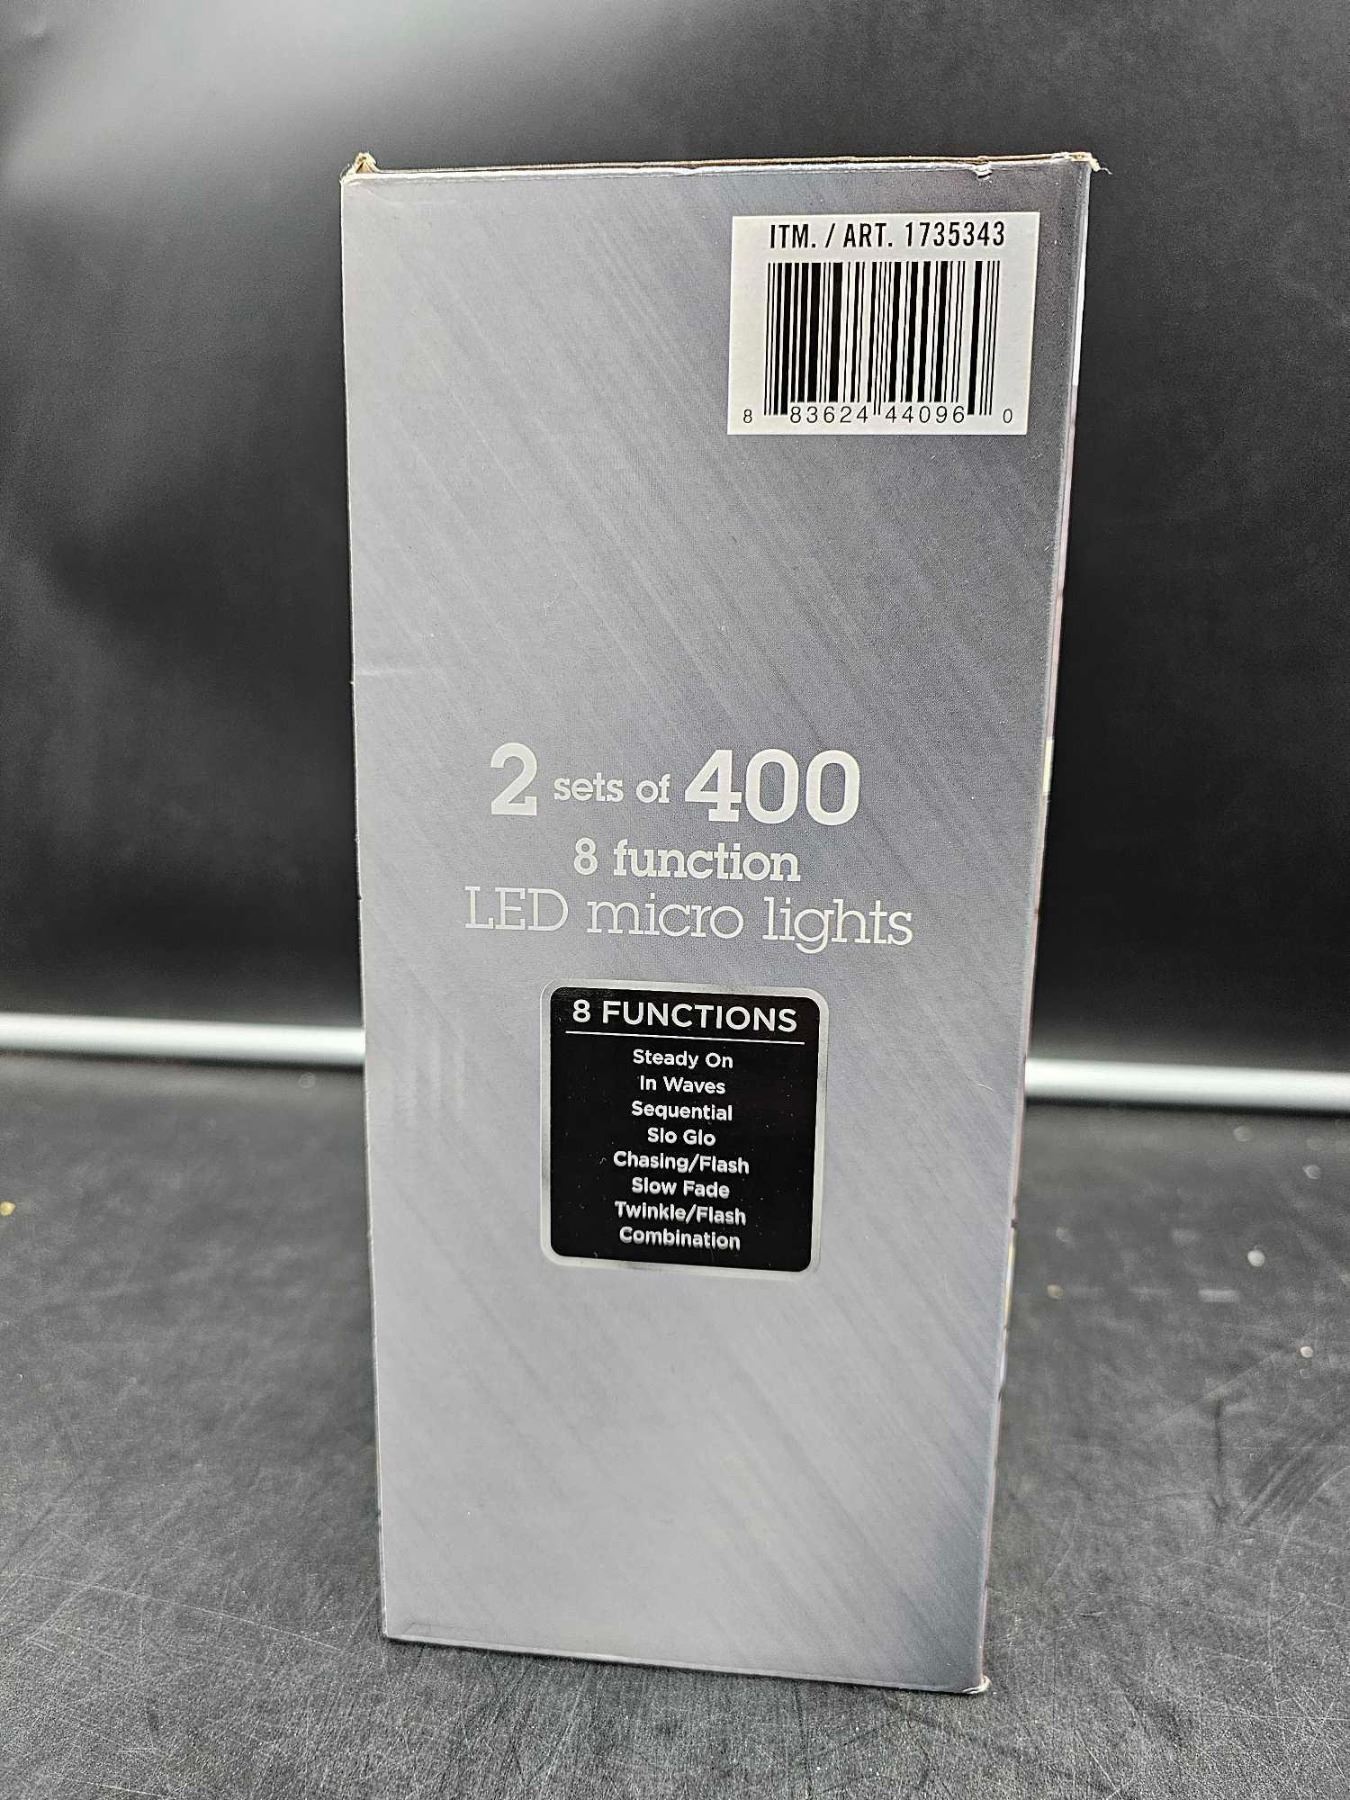 ITM. / ART. 1735343
8 83624 44096 0
2 sets of 400
8 function
LED micro lights
8 FUNCTIONS
Steady On
In Waves
Sequential
Slo Glo
Chasing/Flash
Slow Fade
Twinkle/Flash
Combination